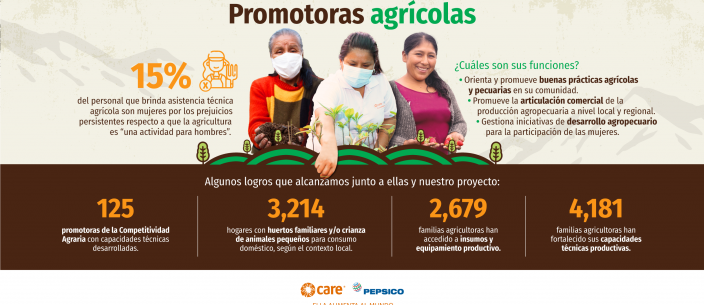 Promotoras agrícolas
15%
del personal que brinda asistencia técnica
agrícola son mujeres por los prejuicios
persistentes respecto a que la agricultura
es “una actividad para hombres”.
¿Cuáles son sus funciones?
• Orienta y promueve buenas prácticas agrícolas
y pecuarias en su comunidad.
• Promueve la articulación comercial de la
producción agropecuaria a nivel local y regional.
• Gestiona iniciativas de desarrollo agropecuario
para la participación de las mujeres.
Algunos logros que alcanzamos junto a ellas y nuestro proyecto:
125
promotoras de la Competitividad
Agraria con capacidades técnicas
desarrolladas.
3,214
hogares con huertos familiares y/o crianza
de animales pequeños para consumo
doméstico, según el contexto local.
2,679
familias agricultoras han
accedido a insumos y
equipamiento productivo.
4,181
familias agricultoras han
fortalecido sus capacidades
técnicas productivas.
care PEPSICO
ELLA ALIMENTA AL MUNDO